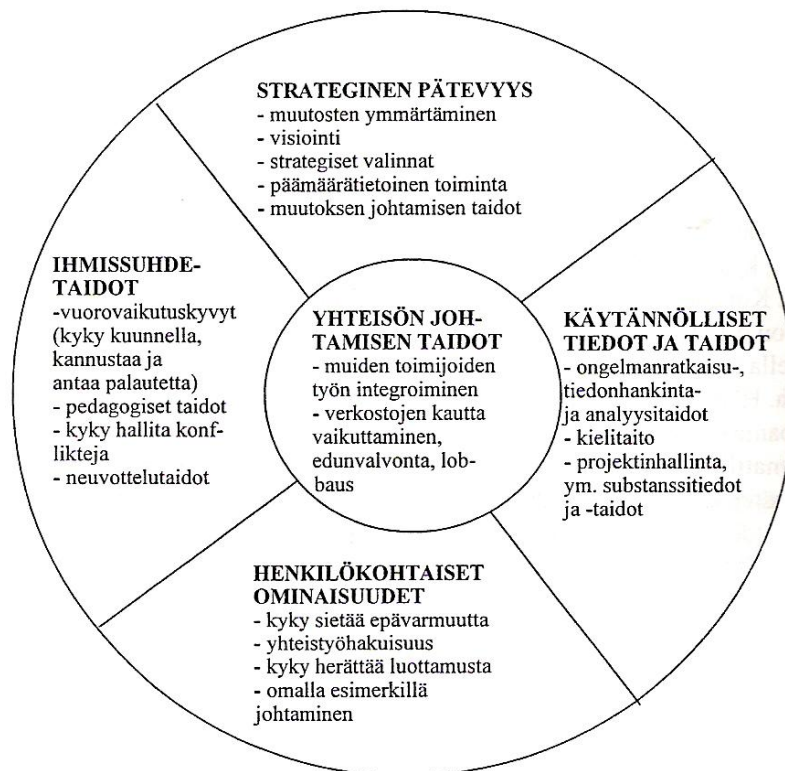 STRATEGINEN PÄTEVYYS
- muutosten ymmärtäminen
- visiointi
- strategiset valinnat
- päämäärätietoinen toiminta
- muutoksen johtamisen taidot
IHMISSUHDE-
TAIDOT
-vuorovaikutuskyvyt
(kyky kuunnella,
kannustaa ja
antaa palautetta)
- pedagogiset taidot
- kyky hallita konf-
likteja
- neuvottelutaidot
YHTEISÖN JOH-
TAMISEN TAIDOT
- muiden toimijoiden
työn integroiminen
- verkostojen kautta
vaikuttaminen,
edunvalvonta, lob-
baus
KÄYTÄNNÖLLISET
TIEDOT JA TAIDOT
- ongelmanratkaisu-,
tiedonhankinta-
ja analyysitaidot
- kielitaito
- projektinhallinta,
ym. substanssitiedot
ja -taidot
HENKILÖKOHTAISET
OMINAISUUDET
- kyky sietää epävarmuutta
- yhteistyöhakuisuus
- kyky herättää luottamusta
- omalla esimerkillä
johtaminen